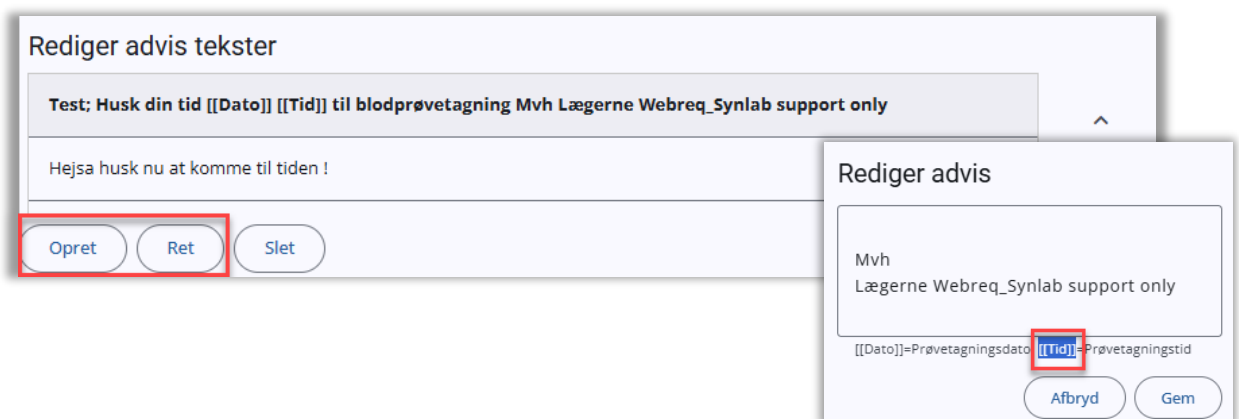 Rediger advis tekster
Test; Husk din tid [[Dato]] [[Tid]] til blodprøvetagning Mvh Lægerne Webreq_Synlab support only
Hejsa husk nu at komme til tiden !
Opret Ret Slet
Rediger advis
Mvh
Lægerne Webreq_Synlab support only
[[Dato]]=Prøvetagningsdato [[Tid]]=Prøvetagningstid
Afbryd Gem